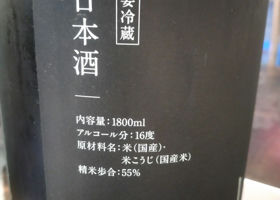 要冷蔵
日本酒
内容量：1800ml
アルコール分：16度
原材料名：米（国産）・
米こうじ（国産米）
精米歩合：55％